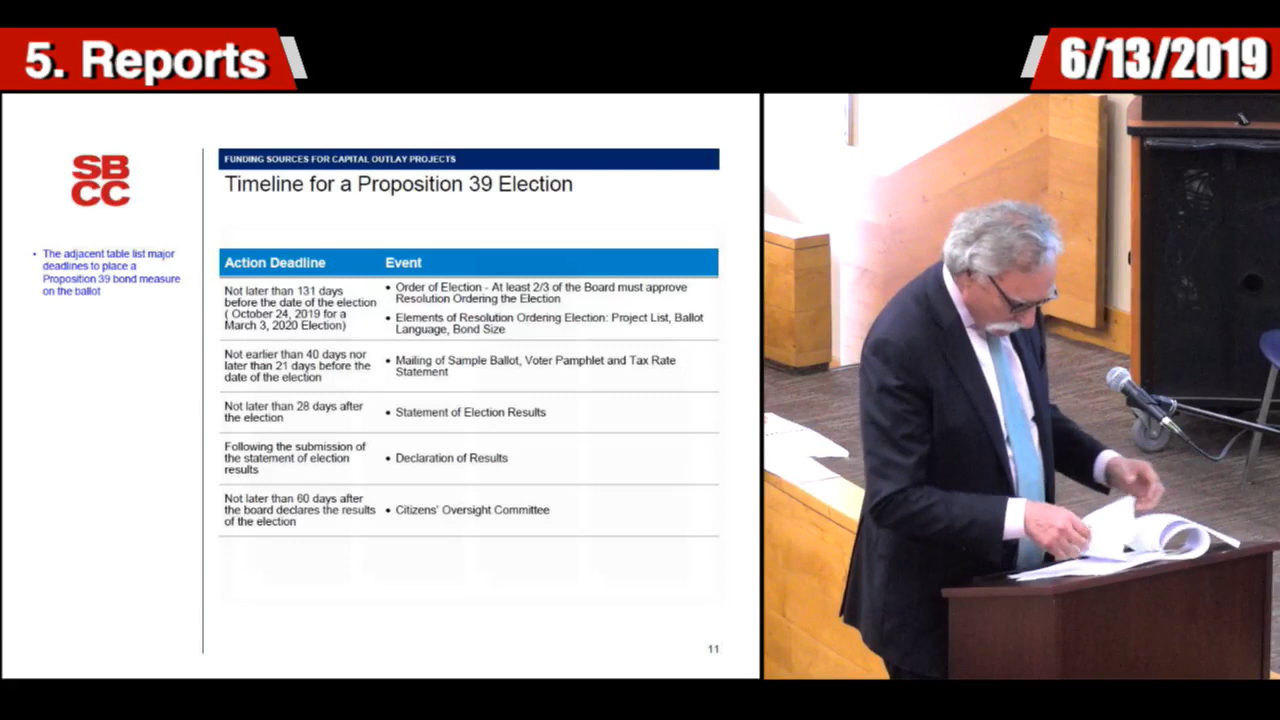 5. Reports
6/13/2019
SB
CC
• The adjacent table list major
deadlines to place a
Proposition 39 bond measure
on the ballot
FUNDING SOURCES FOR CAPITAL OUTLAY PROJECTS
Timeline for a Proposition 39 Election
Action Deadline
Event
Not later than 131 days
before the date of the election
( October 24, 2019 for a
March 3, 2020 Election)
• Order of Election - At least 2/3 of the Board must approve
Resolution Ordering the Election
• Elements of Resolution Ordering Election: Project List, Ballot
Language, Bond Size
Not earlier than 40 days nor
later than 21 days before the
date of the election
• Mailing of Sample Ballot, Voter Pamphlet and Tax Rate
Statement
Not later than 28 days after
the election
• Statement of Election Results
Following the submission of
the statement of election
results
• Declaration of Results
Not later than 60 days after
the board declares the results
of the election
• Citizens' Oversight Committee
11